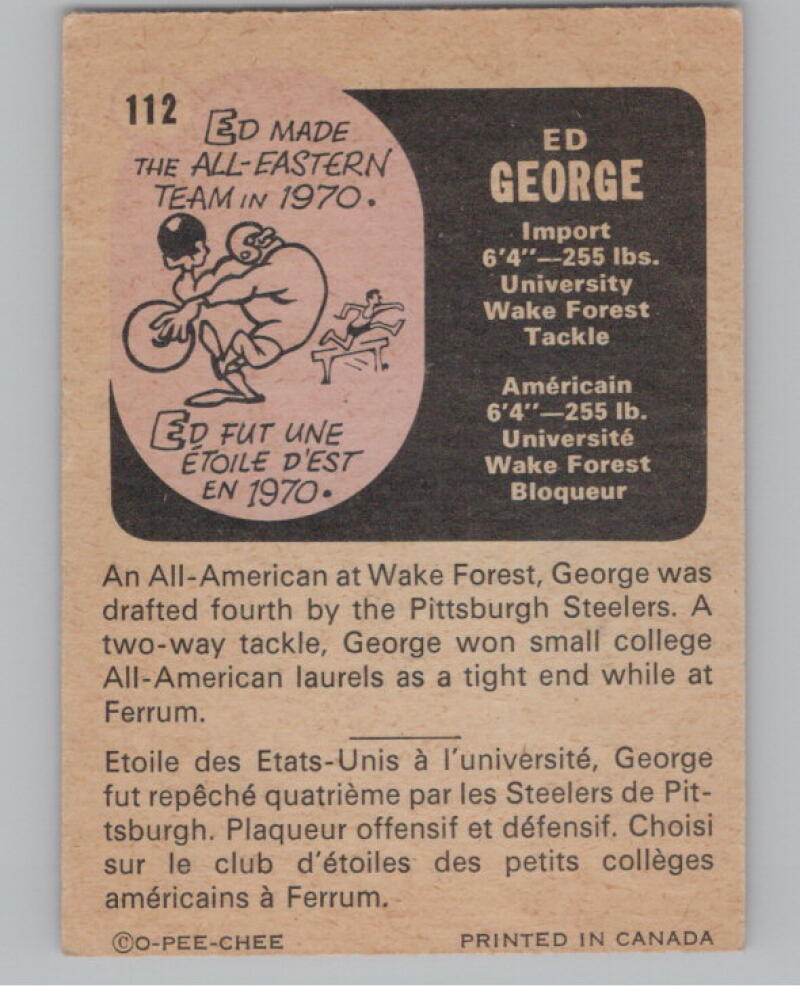 112
ED MADE
THE ALL-EASTERN
TEAM IN 1970.
ED FUT UNE
ÉTOILE D'EST
EN 1970.
ED
GEORGE
Import
6'4"—255 lbs.
University
Wake Forest
Tackle
Américain
6'4"—255 lb.
Université
Wake Forest
Bloqueur
An All-American at Wake Forest, George was
drafted fourth by the Pittsburgh Steelers. A
two-way tackle, George won small college
All-American laurels as a tight end while at
Ferrum.
Etoile des Etats-Unis à l'université, George
fut repêché quatrième par les Steelers de Pit-
tsburgh. Plaqueur offensif et défensif. Choisi
sur le club d'étoiles des petits collèges
américains à Ferrum.
©O-PEE-CHEE PRINTED IN CANADA